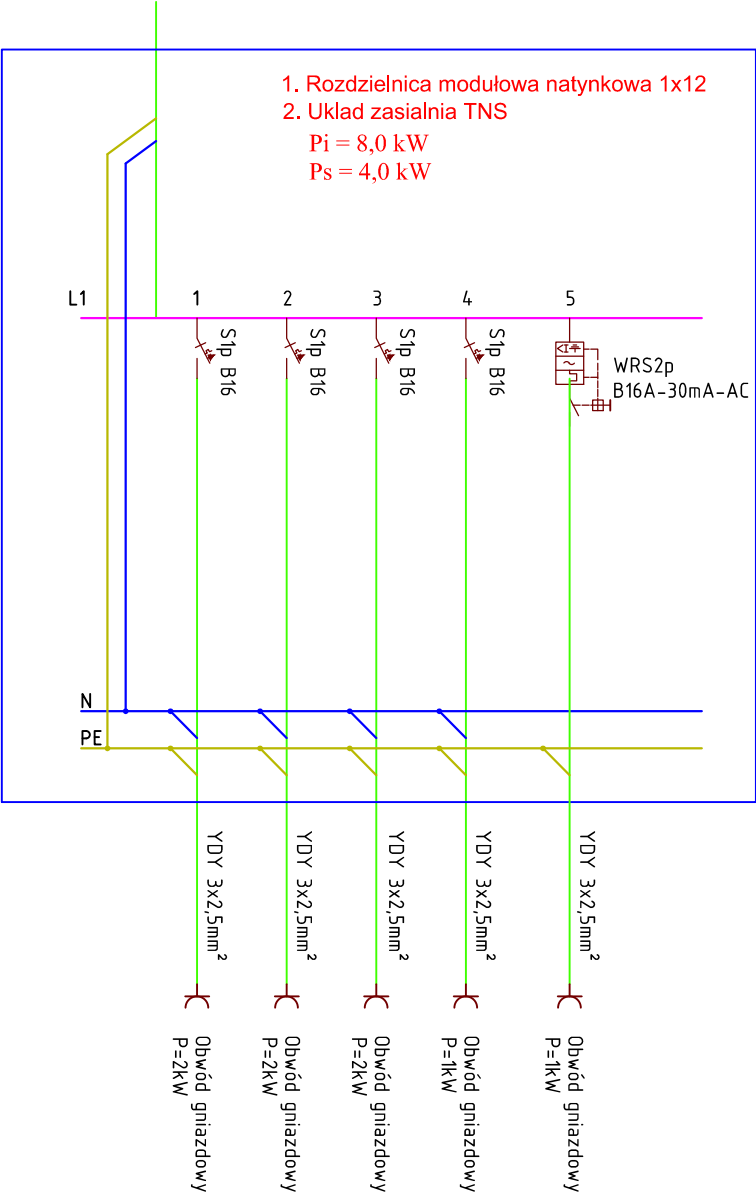 1. Rozdzielnica modułowa natynkowa 1x12
2. Uklad zasialnia TNS
Pi = 8,0 kW
Ps = 4,0 kW
L1
1
2
3
4
5
S1p B16
S1p B16
S1p B16
S1p B16
WRS2p
B16A-30mA-AC
N
PE
YDY 3x2,5mm²
YDY 3x2,5mm²
YDY 3x2,5mm²
YDY 3x2,5mm²
YDY 3x2,5mm²
Obwód gniazdowy
P=2kW
Obwód gniazdowy
P=2kW
Obwód gniazdowy
P=2kW
Obwód gniazdowy
P=1kW
Obwód gniazdowy
P=1kW